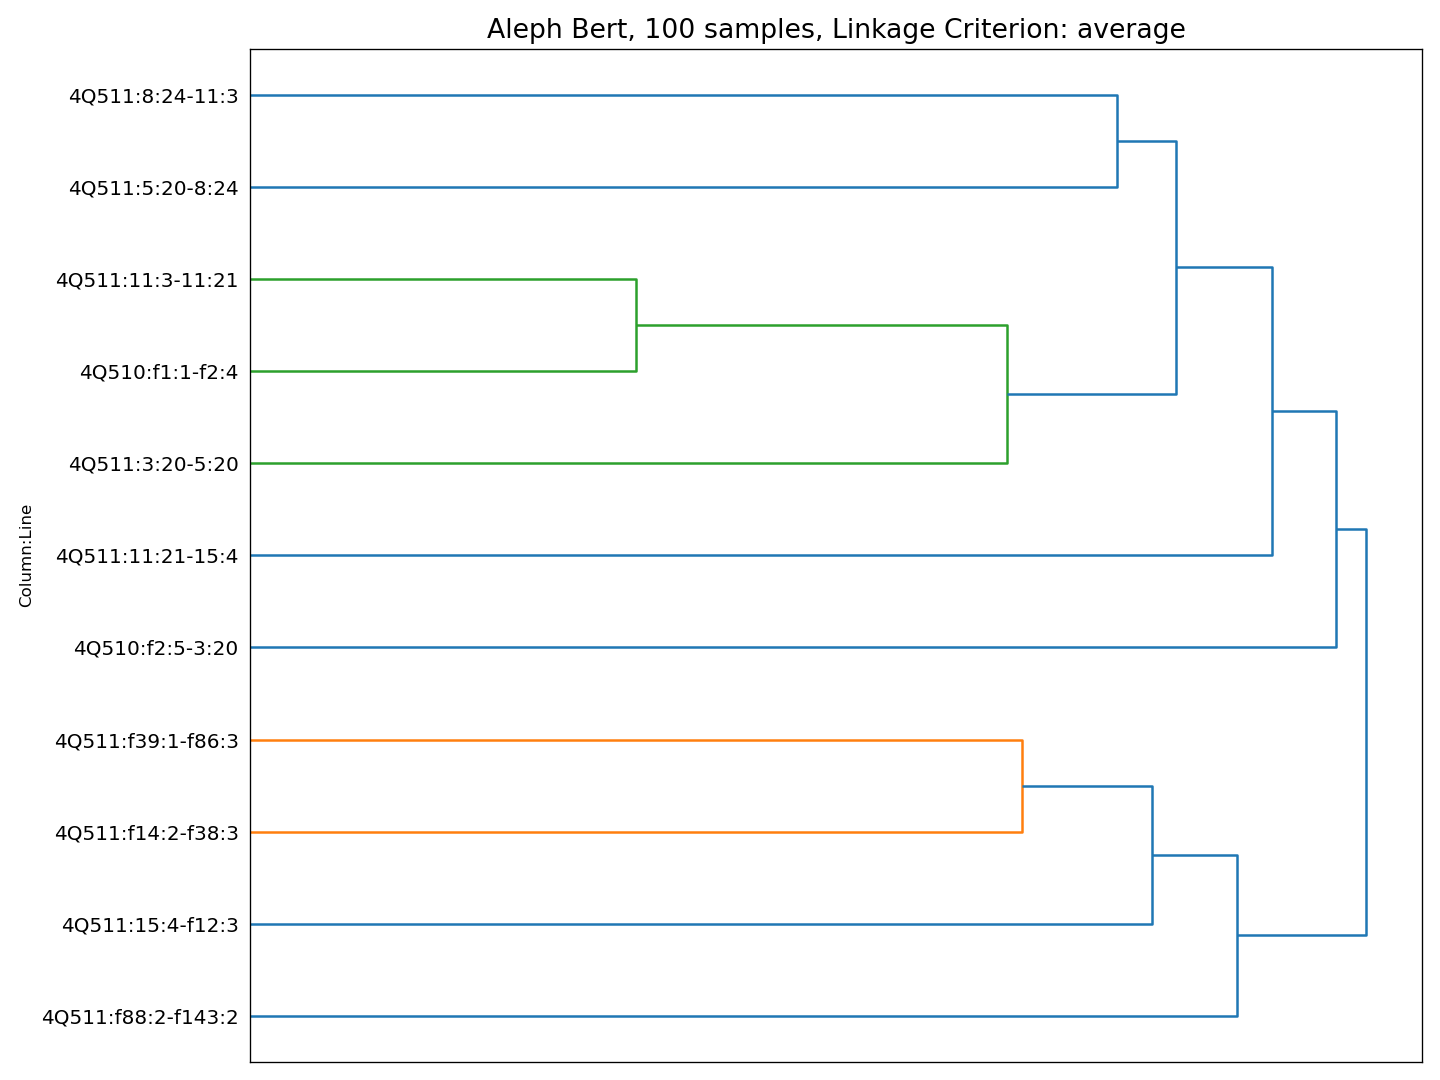 Aleph Bert, 100 samples, Linkage Criterion: average
4Q511:8:24-11:3
4Q511:5:20-8:24
4Q511:11:3-11:21
4Q510:f1:1-f2:4
4Q511:3:20-5:20
4Q511:11:21-15:4
4Q510:f2:5-3:20
4Q511:f39:1-f86:3
4Q511:f14:2-f38:3
4Q511:15:4-f12:3
4Q511:f88:2-f143:2
Column:Line